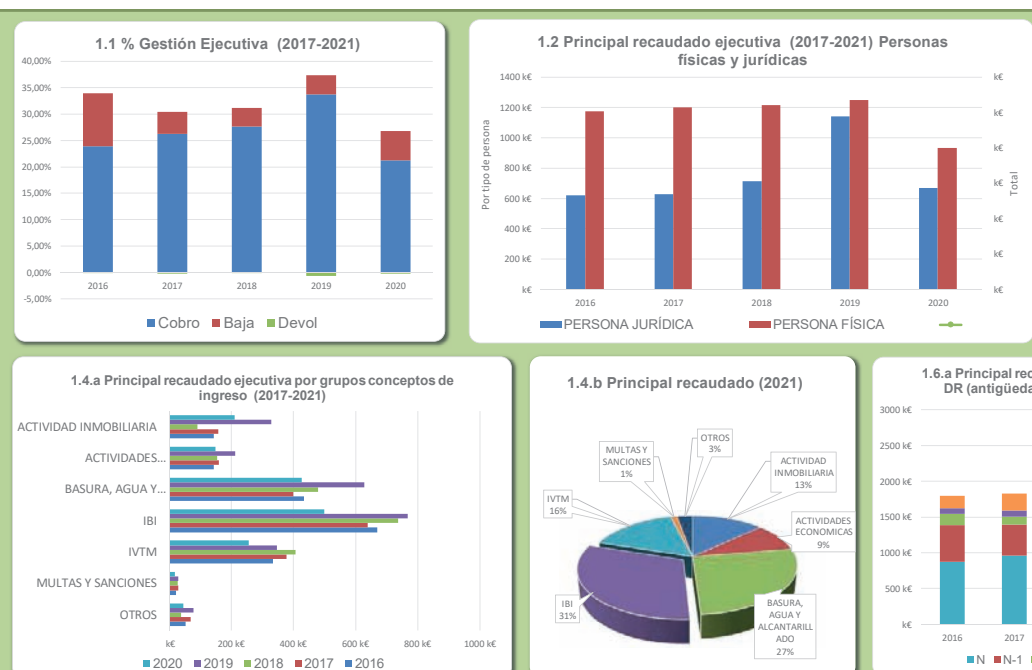 1.1 % Gestión Ejecutiva (2017-2021)
40,00%
35,00%
30,00%
25,00%
20,00%
15,00%
10,00%
5,00%
0,00%
-5,00%
2016 2017 2018 2019 2020
Cobro Baja Devol
1.2 Principal recaudado ejecutiva (2017-2021) Personas
físicas y jurídicas
Por tipo de persona
1400 k€
1200 k€
1000 k€
800 k€
600 k€
400 k€
200 k€
k€
k€
k€
k€
k€
k€
k€
k€
Total
2016 2017 2018 2019 2020
PERSONA JURÍDICA PERSONA FÍSICA
1.4.a Principal recaudado ejecutiva por grupos conceptos de
ingreso (2017-2021)
ACTIVIDAD INMOBILIARIA
ACTIVIDADES...
BASURA, AGUA Y...
IBI
IVTM
MULTAS Y SANCIONES
OTROS
k€ 200 k€ 400 k€ 600 k€ 800 k€ 1000 k€
2020 2019 2018 2017 2016
1.4.b Principal recaudado (2021)
OTROS
3%
MULTAS Y
SANCIONES
1%
ACTIVIDAD
INMOBILIARIA
13%
IVTM
16%
ACTIVIDADES
ECONOMICAS
9%
IBI
31%
BASURA,
AGUA Y
ALCANTARILL
ADO
27%
1.6.a Principal rec
DR (antigüeda
3000 k€
2500 k€
2000 k€
1500 k€
1000 k€
500 k€
k€
2016 2017
N N-1